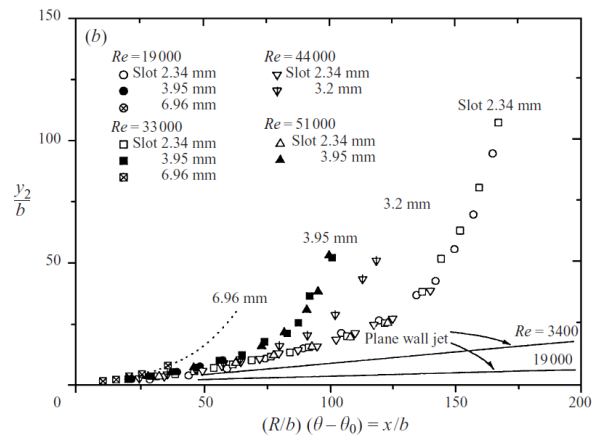 150
(b)
Re = 19 000
Slot 2.34 mm
3.95 mm
6.96 mm
Re = 33 000
Slot 2.34 mm
3.95 mm
6.96 mm
Re = 44 000
Slot 2.34 mm
3.2 mm
Re = 51 000
Slot 2.34 mm
3.95 mm
Slot 2.34 mm
100
y₂
b
3.2 mm
3.95 mm
50
6.96 mm
Re = 3400
Plane wall jet
19 000
0
50
100
150
200
(R/b) (θ – θ₀) = x/b